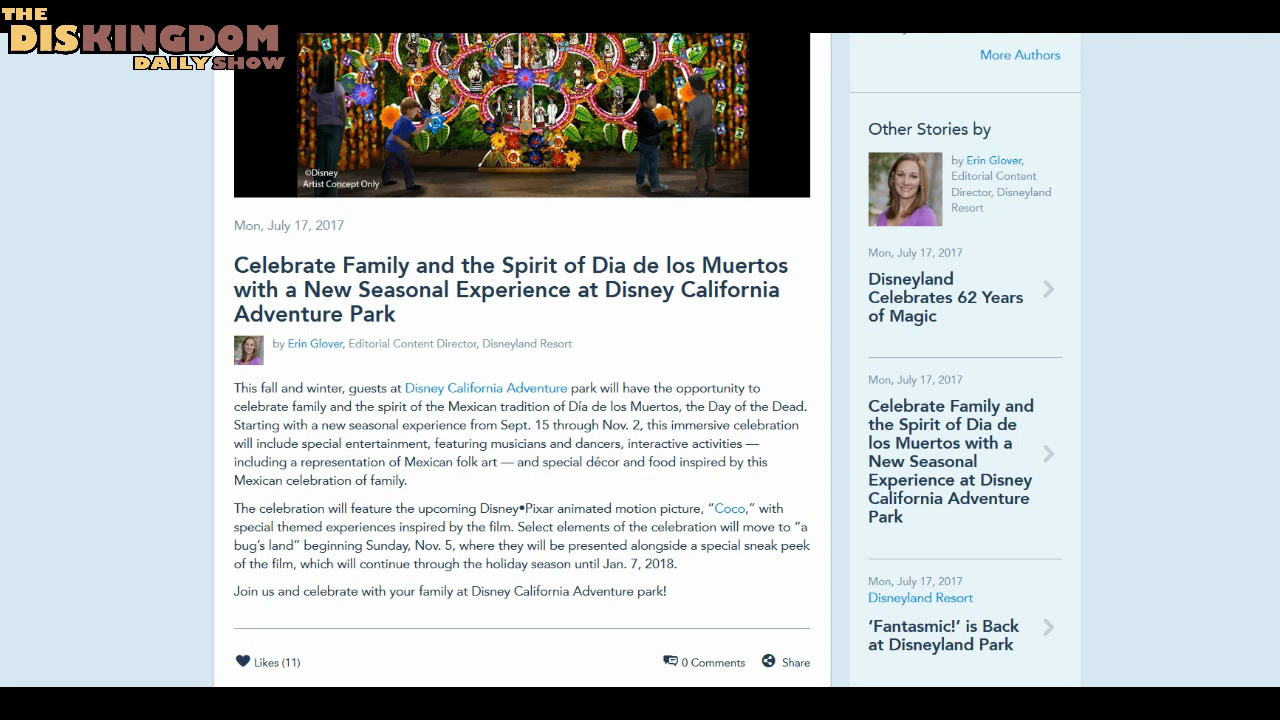 THE
DISKINGDOM
DAILY SHOW
©Disney
Artist Concept Only
Mon, July 17, 2017
Celebrate Family and the Spirit of Dia de los Muertos
with a New Seasonal Experience at Disney California
Adventure Park
by Erin Glover, Editorial Content Director, Disneyland Resort
This fall and winter, guests at Disney California Adventure park will have the opportunity to
celebrate family and the spirit of the Mexican tradition of Día de los Muertos, the Day of the Dead.
Starting with a new seasonal experience from Sept. 15 through Nov. 2, this immersive celebration
will include special entertainment, featuring musicians and dancers, interactive activities —
including a representation of Mexican folk art — and special décor and food inspired by this
Mexican celebration of family.
The celebration will feature the upcoming Disney•Pixar animated motion picture, “Coco,” with
special themed experiences inspired by the film. Select elements of the celebration will move to “a
bug’s land” beginning Sunday, Nov. 5, where they will be presented alongside a special sneak peek
of the film, which will continue through the holiday season until Jan. 7, 2018.
Join us and celebrate with your family at Disney California Adventure park!
Likes (11)
0 Comments
Share
More Authors
Other Stories by
by Erin Glover,
Editorial Content
Director, Disneyland
Resort
Mon, July 17, 2017
Disneyland
Celebrates 62 Years
of Magic
Mon, July 17, 2017
Celebrate Family and
the Spirit of Dia de
los Muertos with a
New Seasonal
Experience at Disney
California Adventure
Park
Mon, July 17, 2017
Disneyland Resort
‘Fantasmic!’ is Back
at Disneyland Park